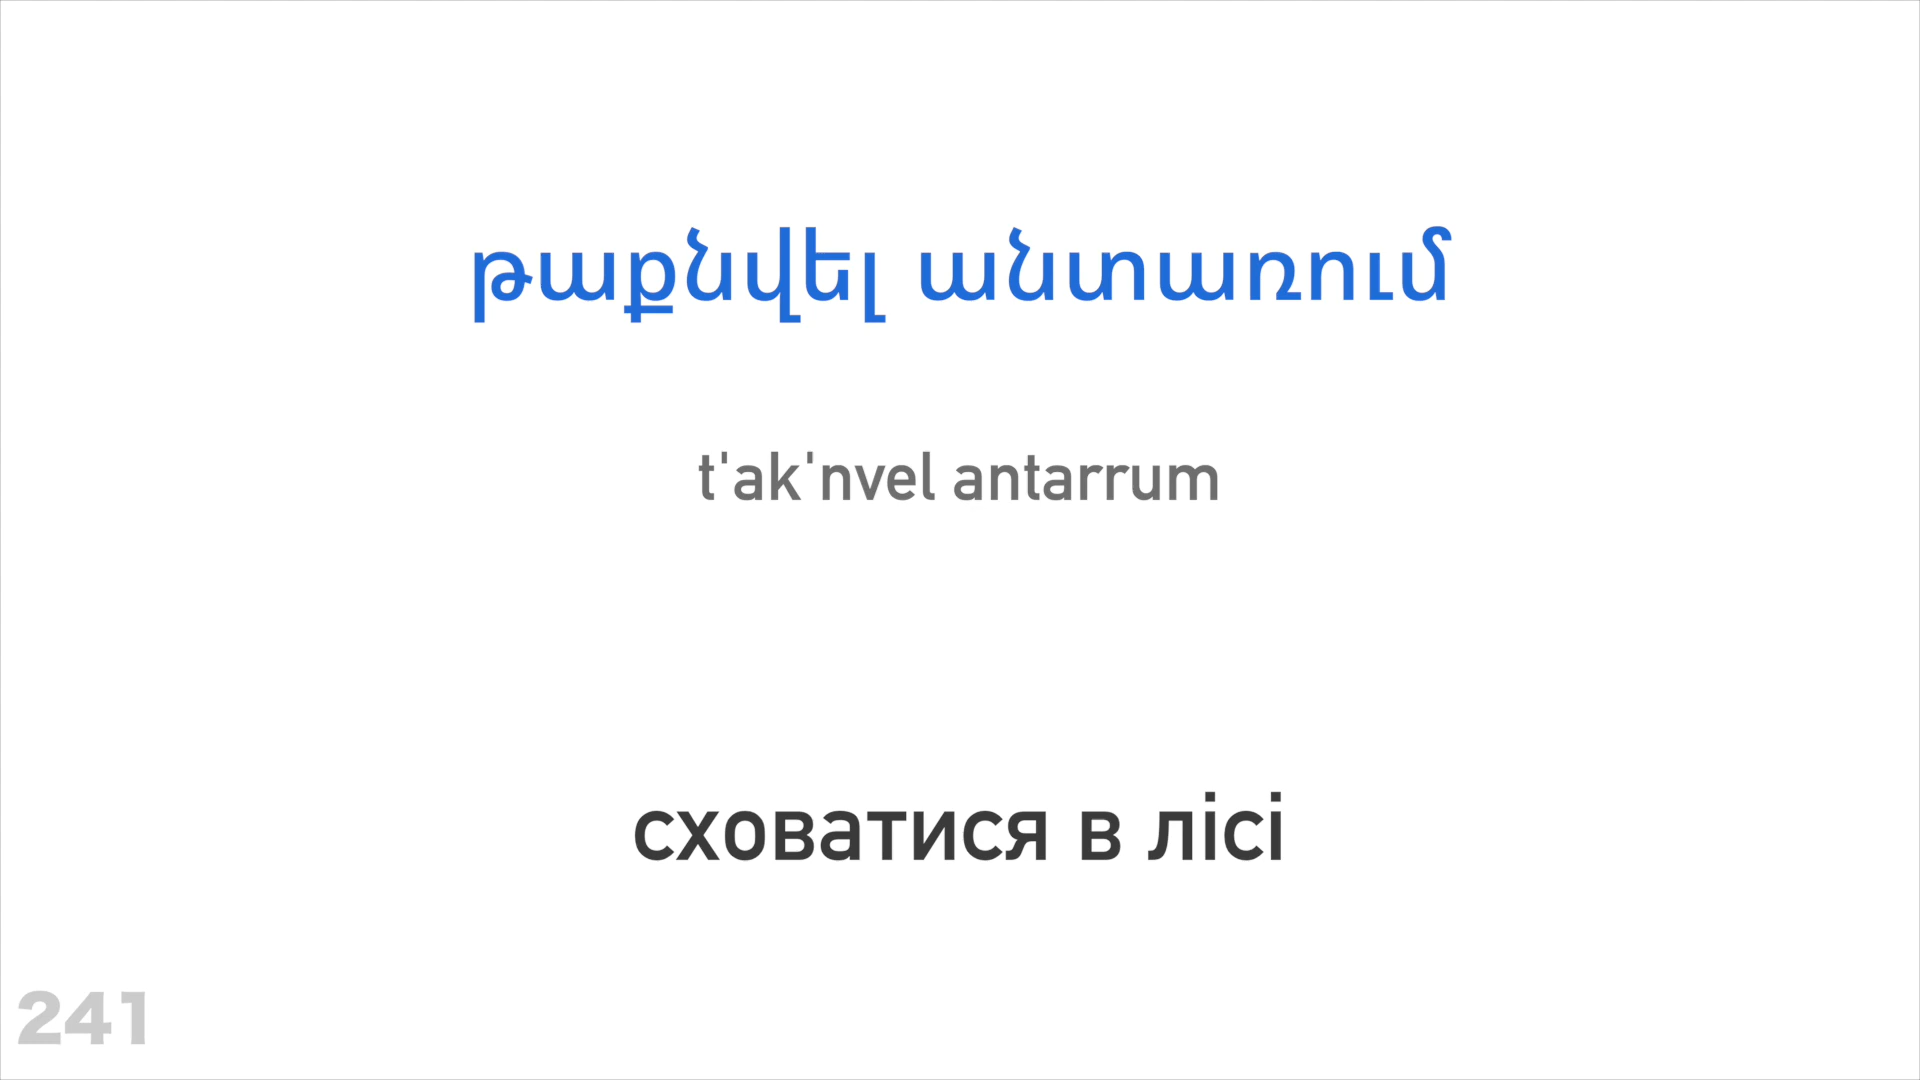 թաքնվել անտառում
t'ak'nvel antarrum
сховатися в лісі
241